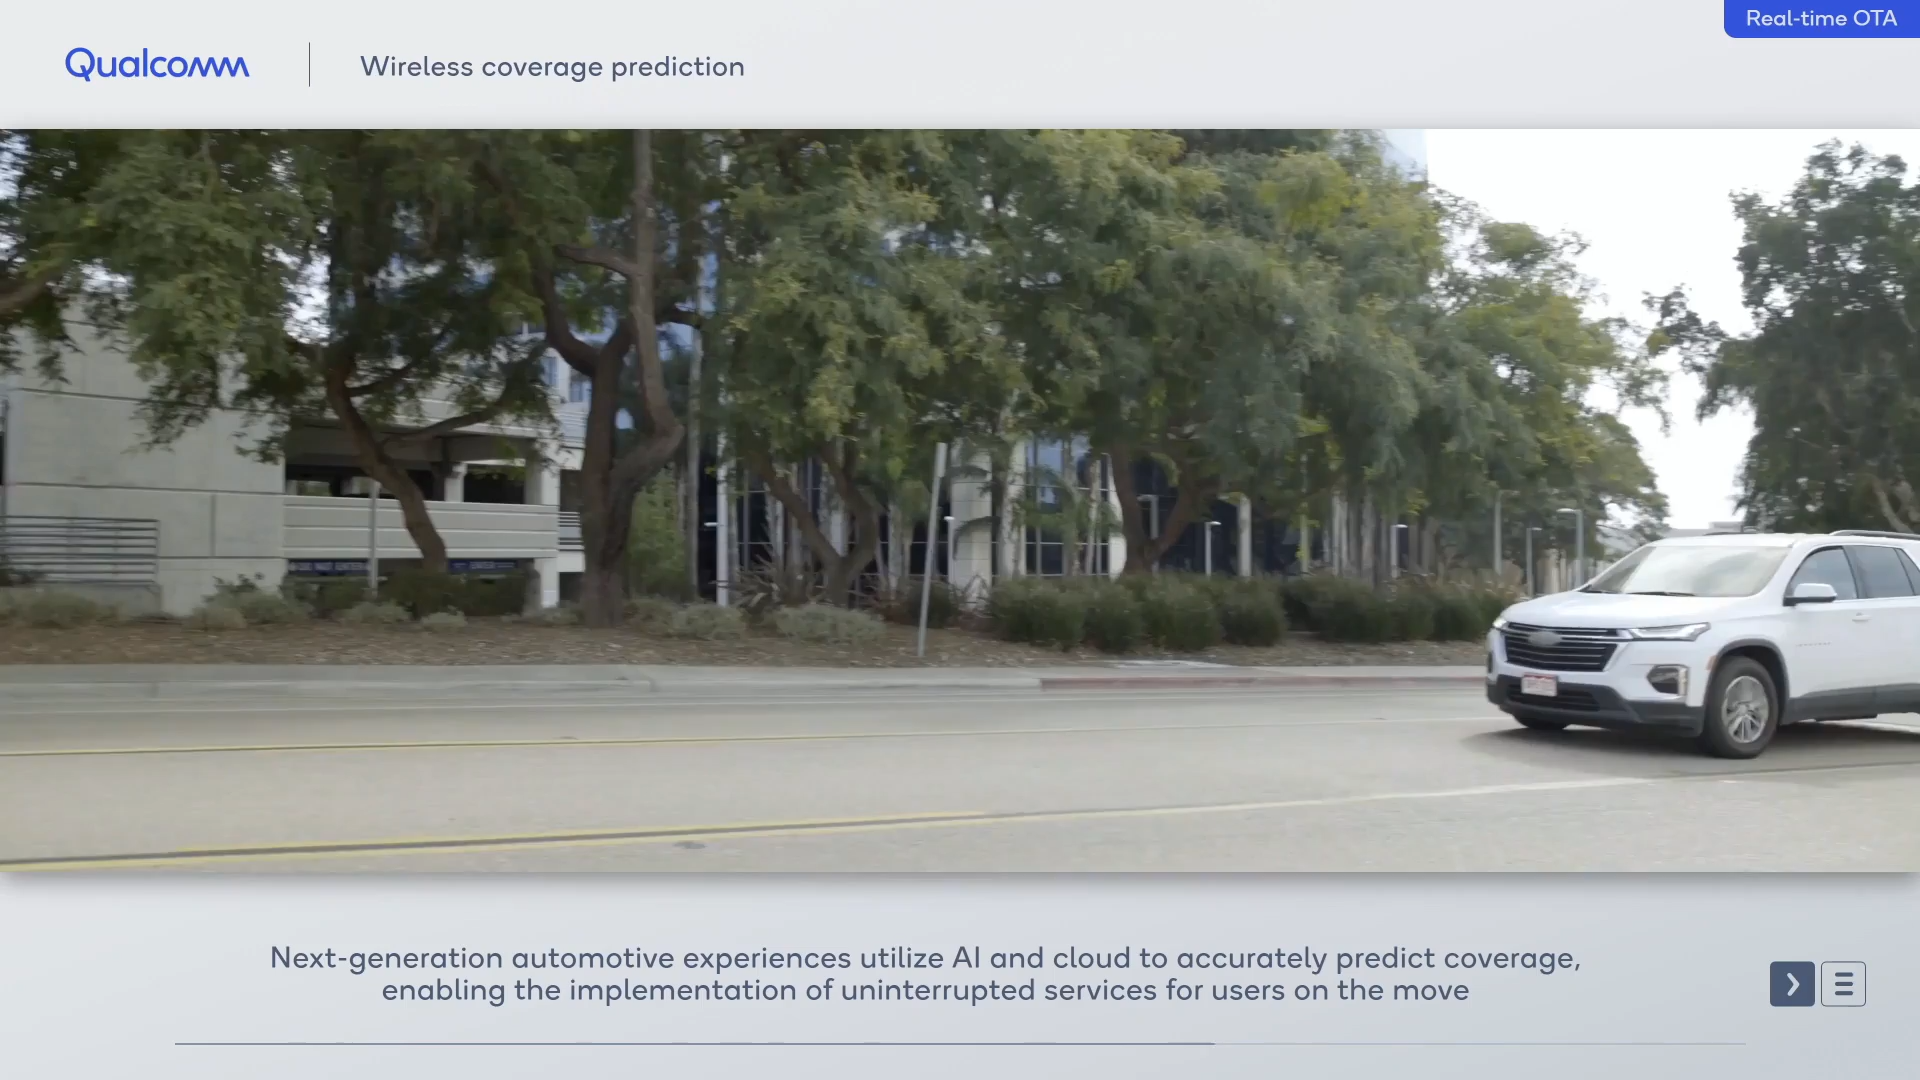 Real-time OTA
Qualcomm
Wireless coverage prediction
Next-generation automotive experiences utilize AI and cloud to accurately predict coverage,
enabling the implementation of uninterrupted services for users on the move